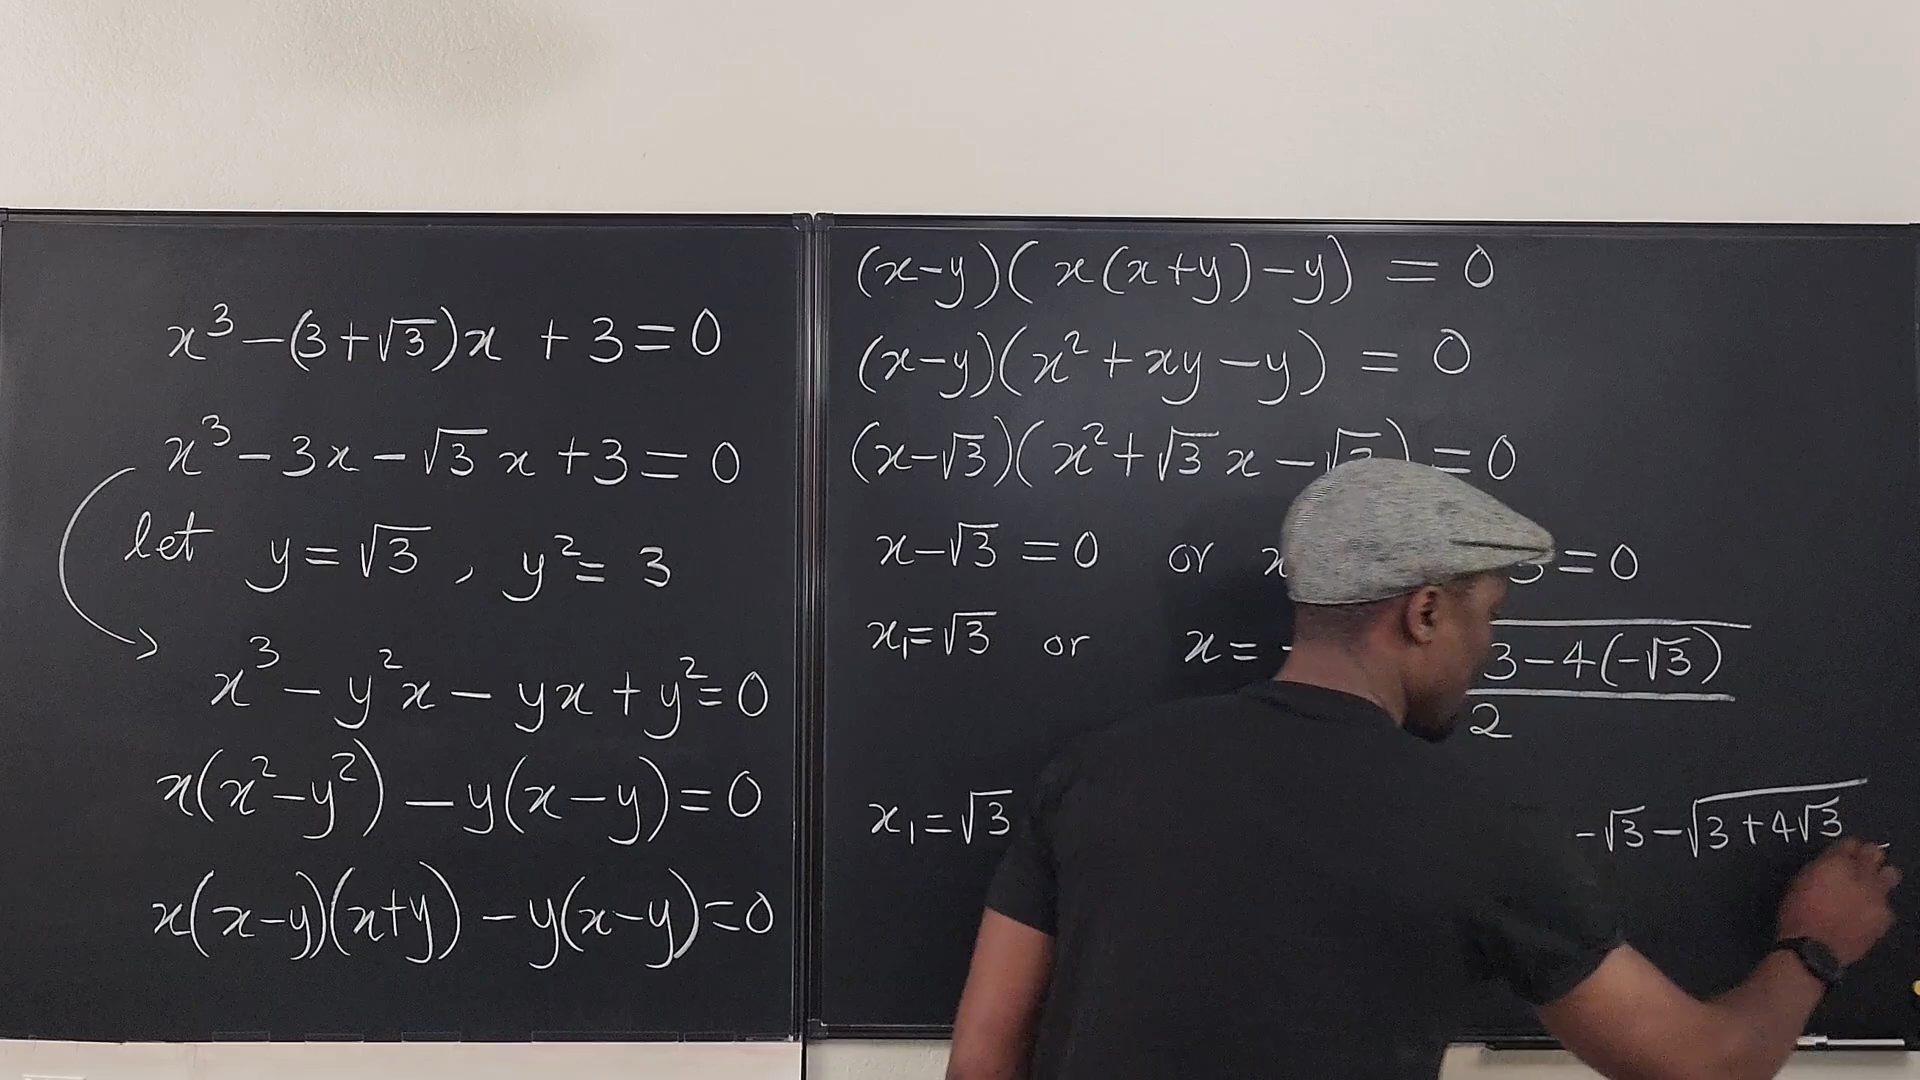 x³ − (3+√3)x + 3 = 0
x³ − 3x − √3 x + 3 = 0
let y = √3 , y² = 3
x³ − y²x − yx + y² = 0
x(x² − y²) − y(x−y) = 0
x(x−y)(x+y) − y(x−y) = 0
(x−y)( x(x+y) − y) = 0
(x−y)(x² + xy − y) = 0
(x−√3)(x² + √3 x − √3) = 0
x−√3 = 0 or x 3 = 0
x₁ = √3 or x = - 3 − 4(−√3)
2
x₁ = √3 -√3 − √3 + 4√3